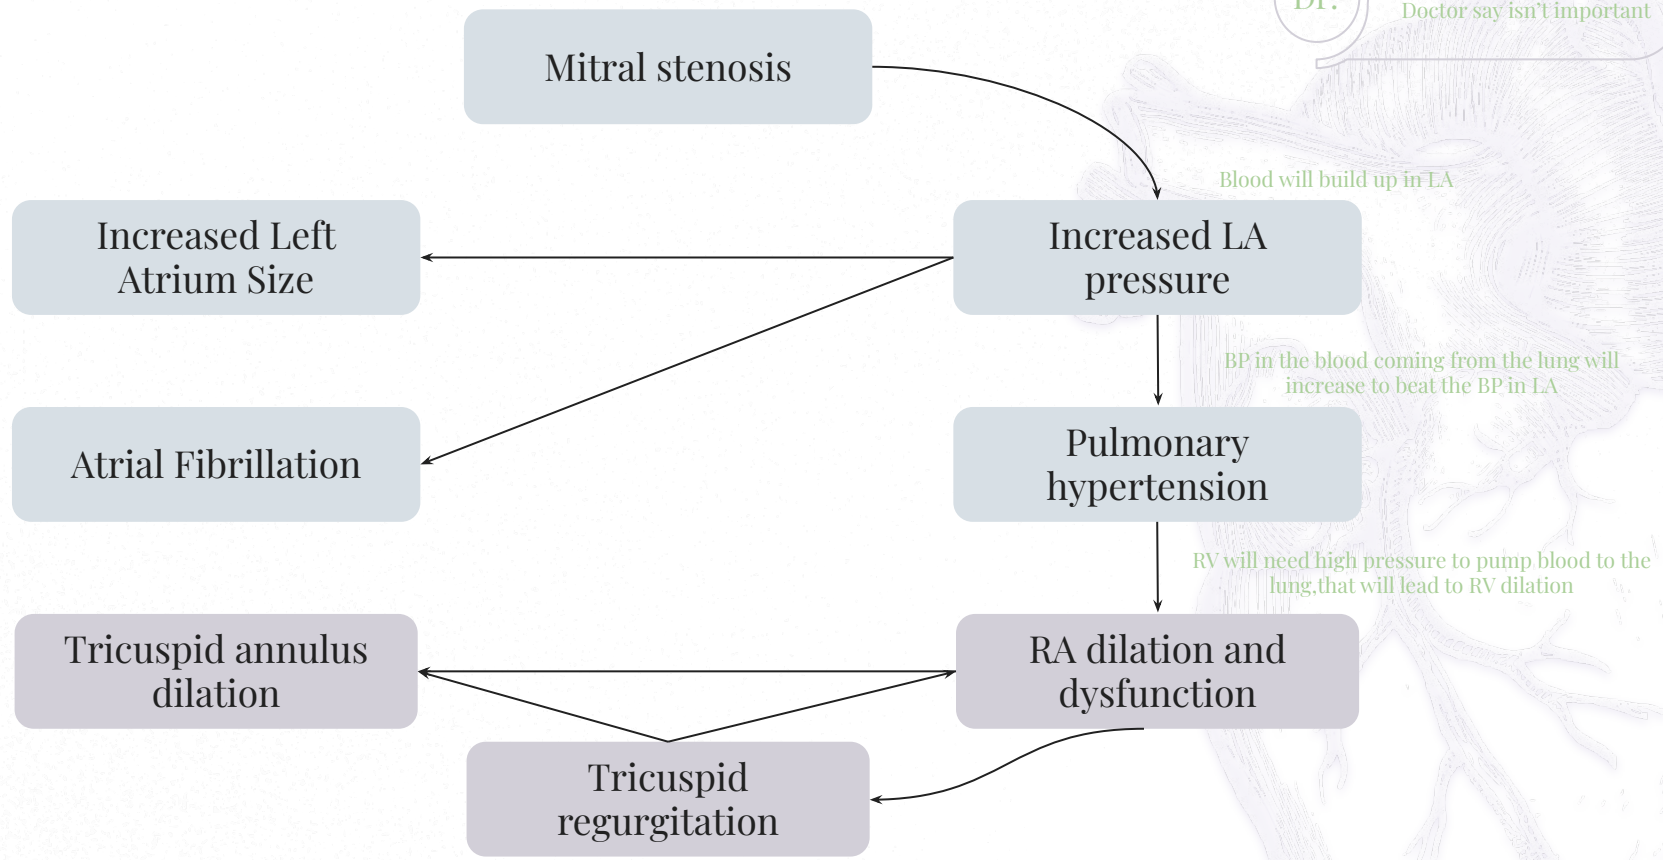 Dr.
Doctor say isn't important
Mitral stenosis
Blood will build up in LA
Increased Left
Atrium Size
Increased LA
pressure
BP in the blood coming from the lung will
increase to beat the BP in LA
Atrial Fibrillation
Pulmonary
hypertension
RV will need high pressure to pump blood to the
lung,that will lead to RV dilation
Tricuspid annulus
dilation
RA dilation and
dysfunction
Tricuspid
regurgitation